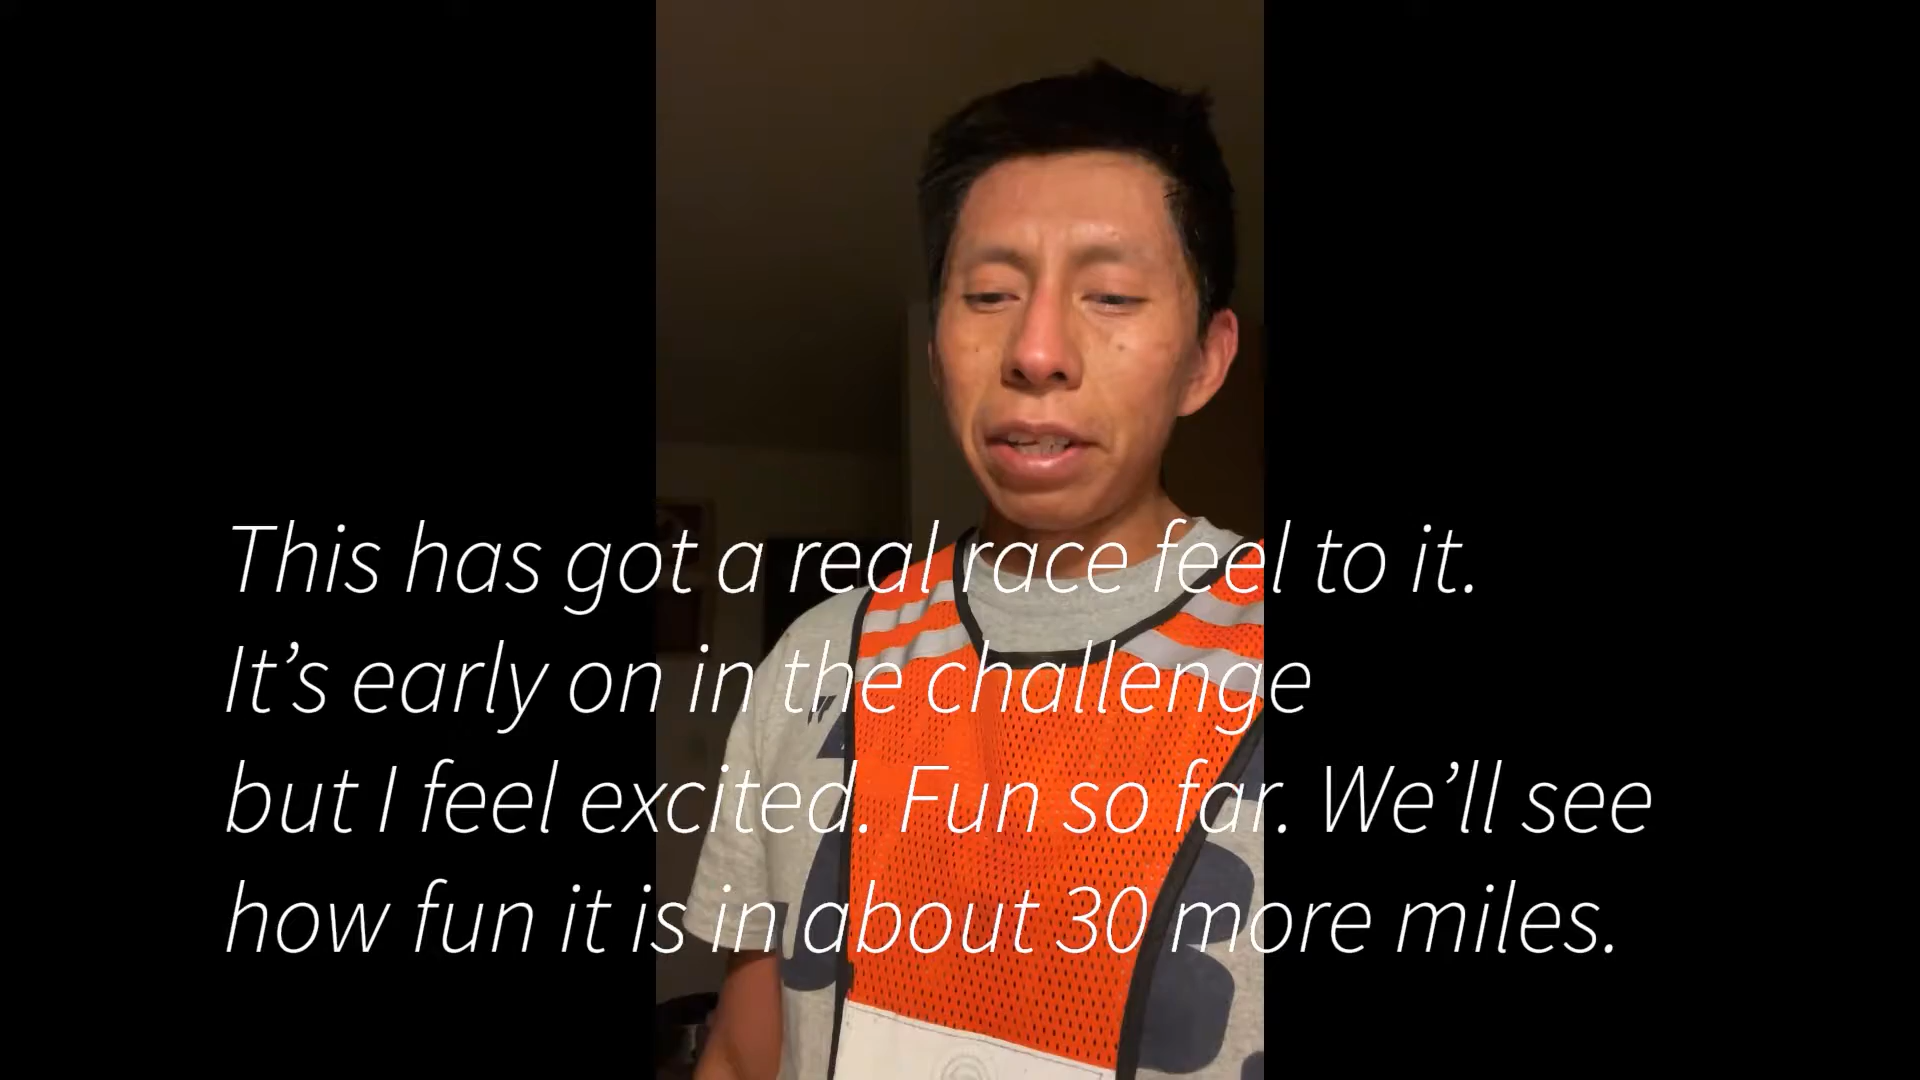 This has got a real race feel to it.
It’s early on in the challenge
but I feel excited. Fun so far. We’ll see
how fun it is in about 30 more miles.